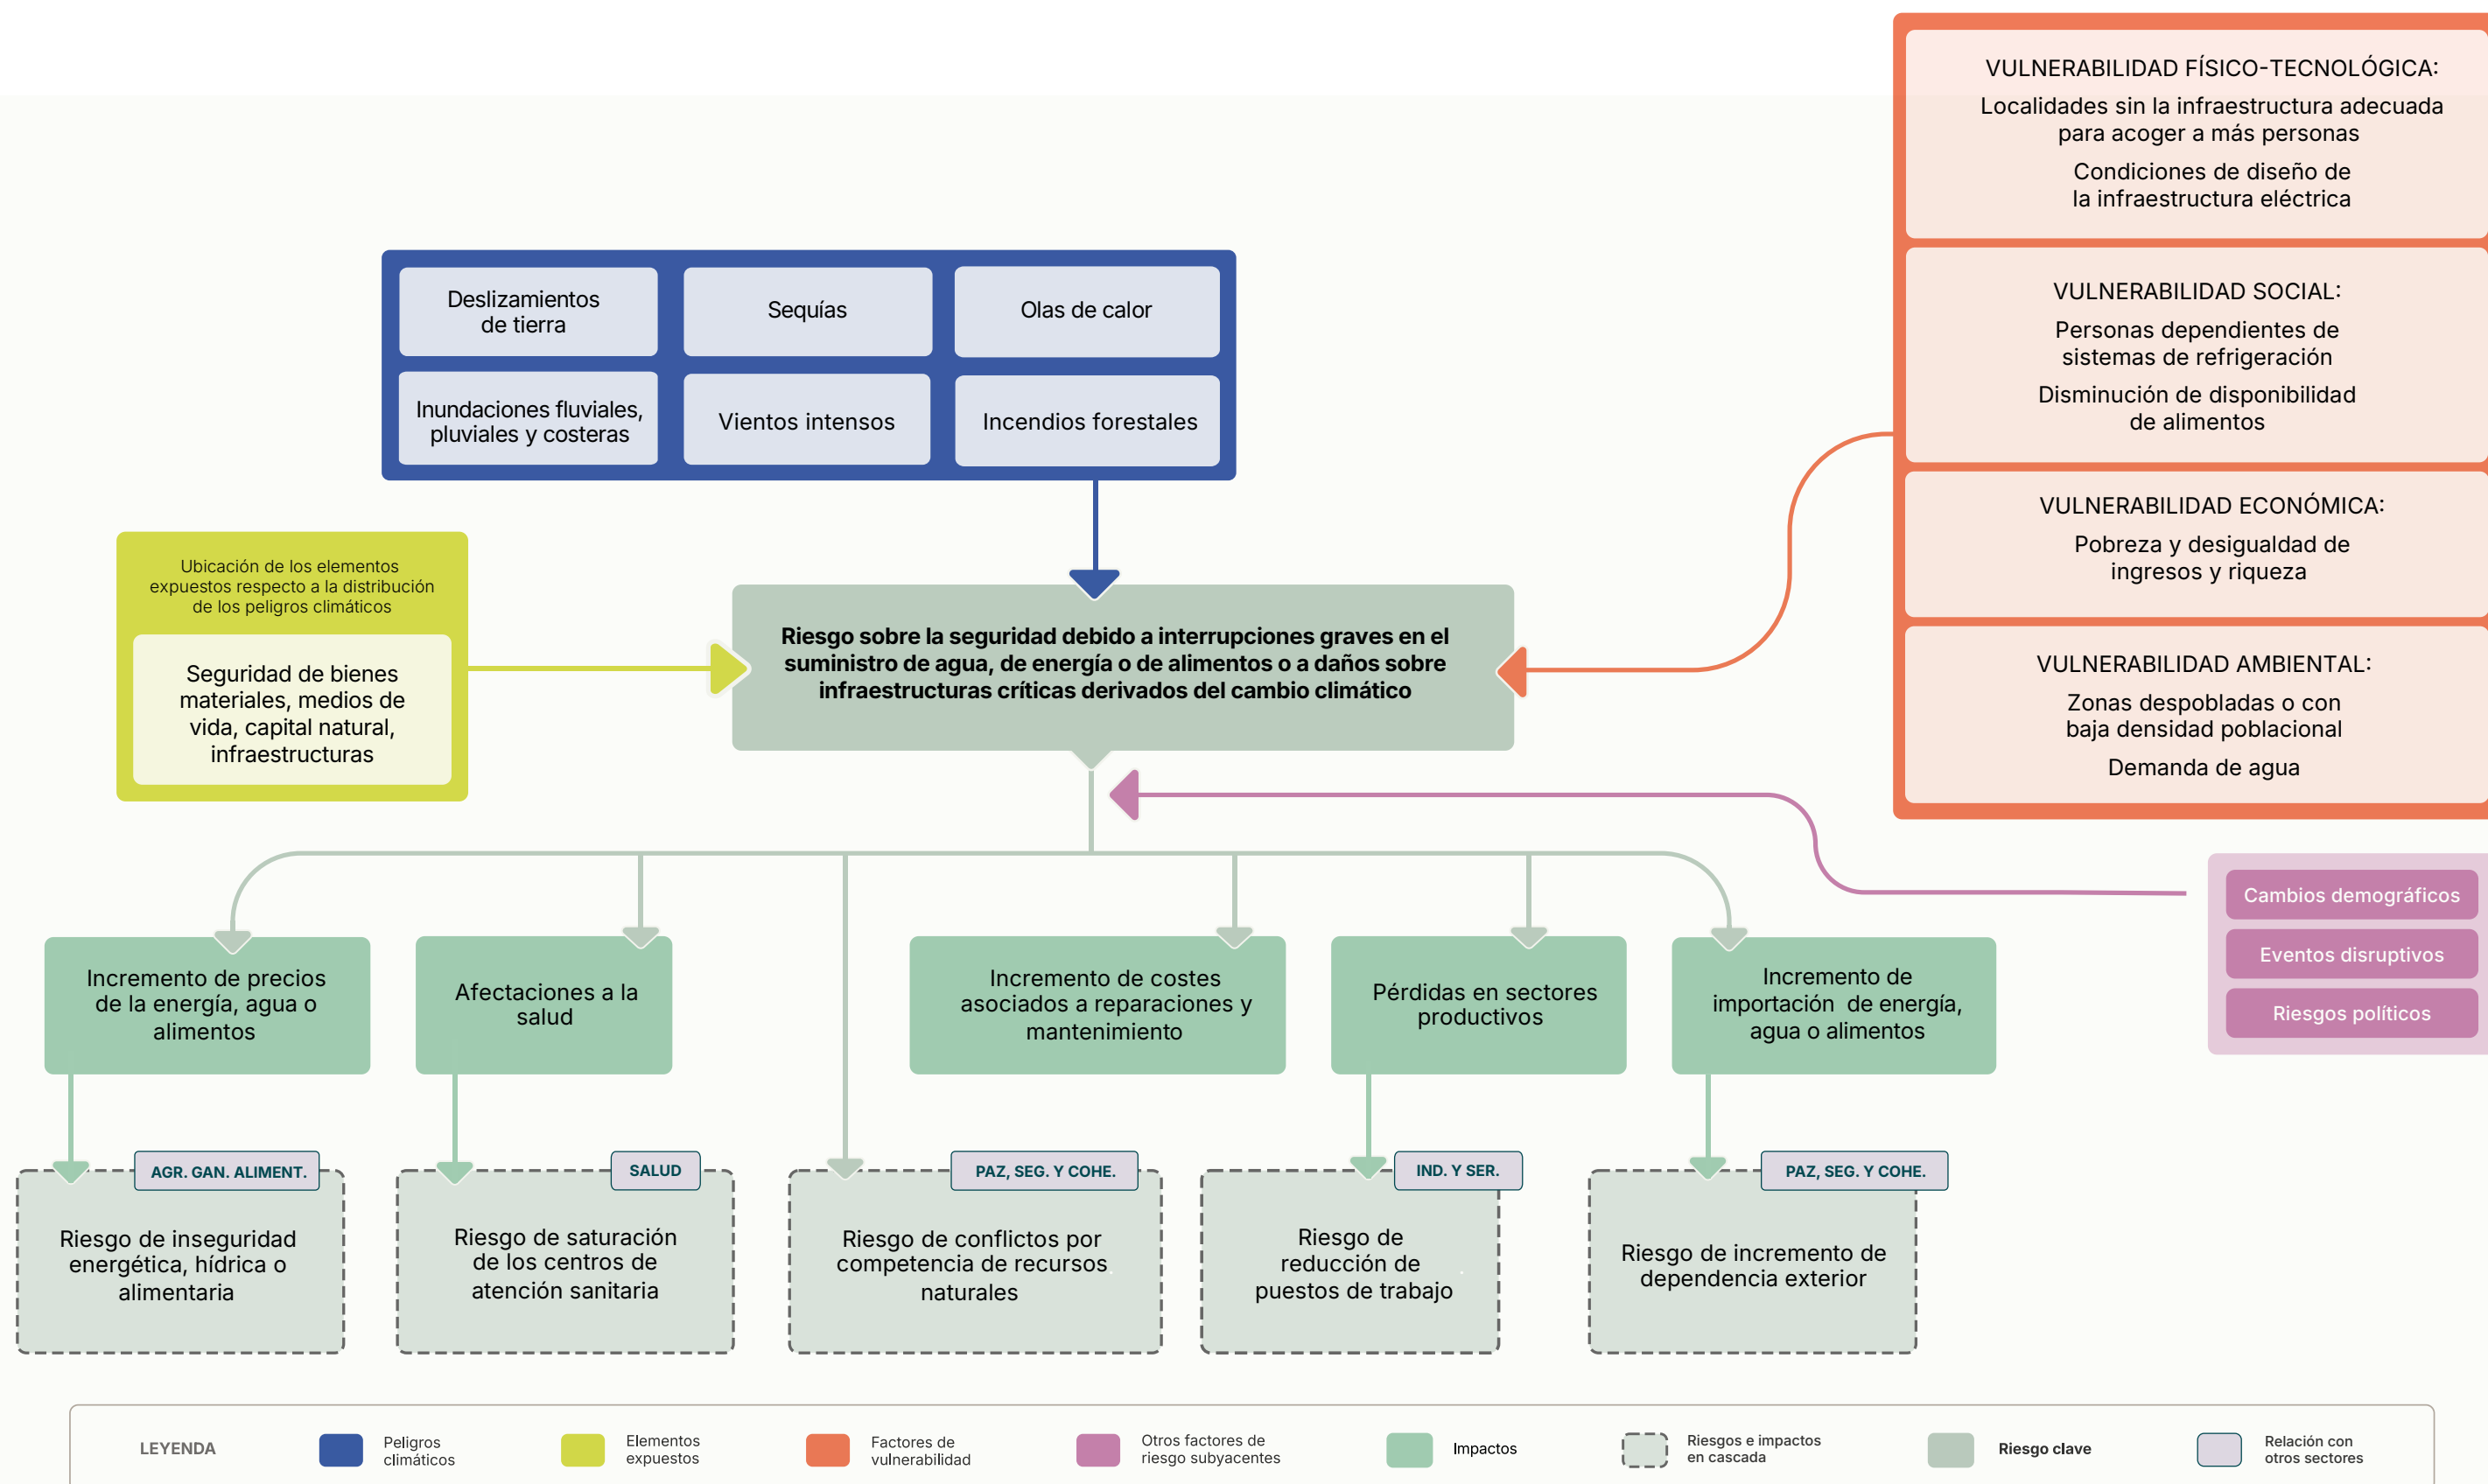 VULNERABILIDAD FÍSICO-TECNOLÓGICA:
Localidades sin la infraestructura adecuada
para acoger a más personas
Condiciones de diseño de
la infraestructura eléctrica
VULNERABILIDAD SOCIAL:
Personas dependientes de
sistemas de refrigeración
Disminución de disponibilidad
de alimentos
VULNERABILIDAD ECONÓMICA:
Pobreza y desigualdad de
ingresos y riqueza
VULNERABILIDAD AMBIENTAL:
Zonas despobladas o con
baja densidad poblacional
Demanda de agua
Deslizamientos
de tierra
Sequías
Olas de calor
Inundaciones fluviales,
pluviales y costeras
Vientos intensos
Incendios forestales
Ubicación de los elementos
expuestos respecto a la distribución
de los peligros climáticos
Seguridad de bienes
materiales, medios de
vida, capital natural,
infraestructuras
Riesgo sobre la seguridad debido a interrupciones graves en el
suministro de agua, de energía o de alimentos o a daños sobre
infraestructuras críticas derivados del cambio climático
Cambios demográficos
Eventos disruptivos
Riesgos políticos
Incremento de precios
de la energía, agua o
alimentos
Afectaciones a la
salud
Incremento de costes
asociados a reparaciones y
mantenimiento
Pérdidas en sectores
productivos
Incremento de
importación de energía,
agua o alimentos
AGR. GAN. ALIMENT.
Riesgo de inseguridad
energética, hídrica o
alimentaria
SALUD
Riesgo de saturación
de los centros de
atención sanitaria
PAZ, SEG. Y COHE.
Riesgo de conflictos por
competencia de recursos
naturales
IND. Y SER.
Riesgo de
reducción de
puestos de trabajo
PAZ, SEG. Y COHE.
Riesgo de incremento de
dependencia exterior
LEYENDA
Peligros
climáticos
Elementos
expuestos
Factores de
vulnerabilidad
Otros factores de
riesgo subyacentes
Impactos
Riesgos e impactos
en cascada
Riesgo clave
Relación con
otros sectores